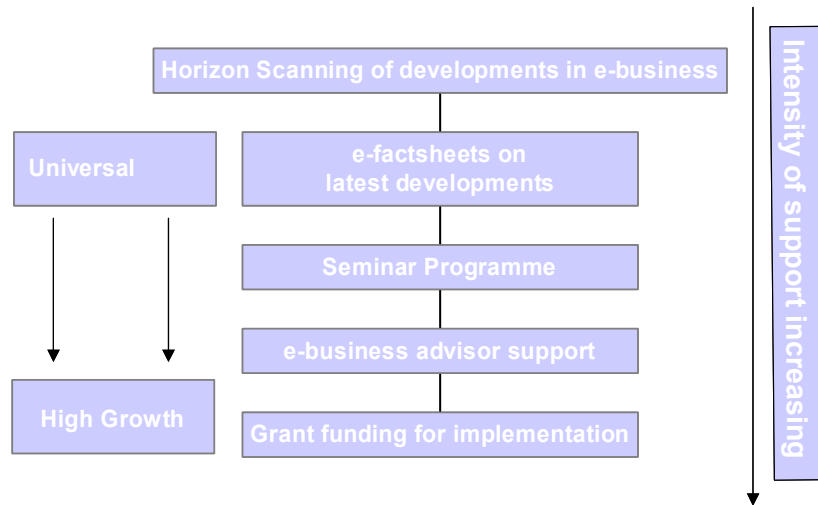 Horizon Scanning of developments in e-business
Universal
e-factsheets on
latest developments
Seminar Programme
e-business advisor support
High Growth
Grant funding for implementation
Intensity of support increasing